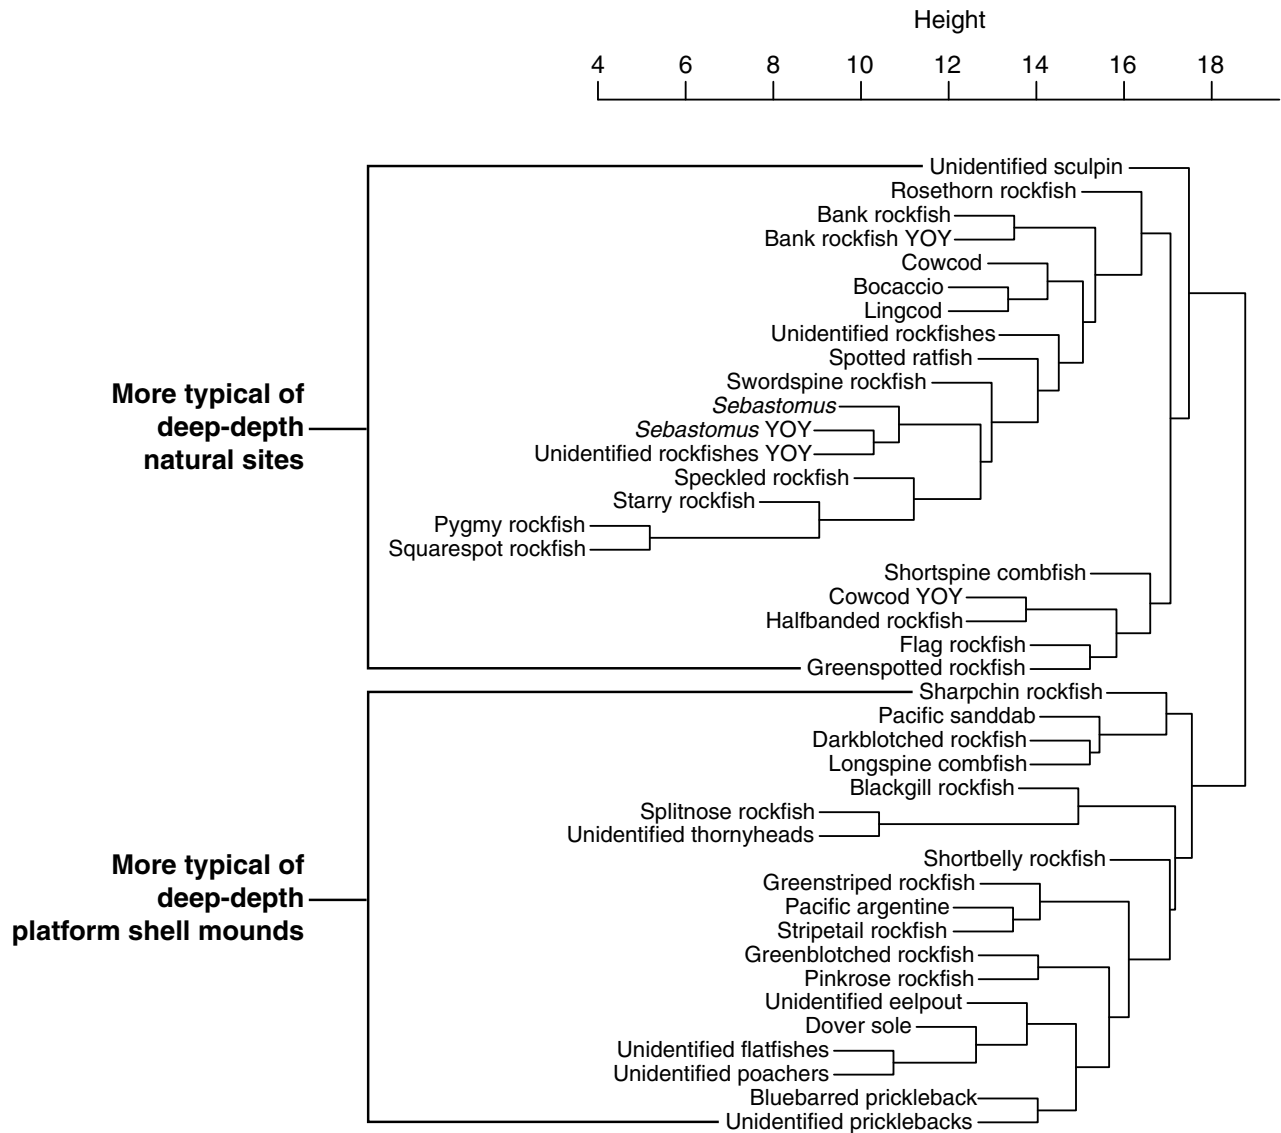 Height
4 6 8 10 12 14 16 18
Unidentified sculpin
Rosethorn rockfish
Bank rockfish
Bank rockfish YOY
Cowcod
Bocaccio
Lingcod
Unidentified rockfishes
Spotted ratfish
Swordspine rockfish
Sebastomus
Sebastomus YOY
Unidentified rockfishes YOY
Speckled rockfish
Starry rockfish
Pygmy rockfish
Squarespot rockfish
Shortspine combfish
Cowcod YOY
Halfbanded rockfish
Flag rockfish
Greenspotted rockfish
More typical of
deep-depth
natural sites
Sharpchin rockfish
Pacific sanddab
Darkblotched rockfish
Longspine combfish
Blackgill rockfish
Splitnose rockfish
Unidentified thornyheads
Shortbelly rockfish
Greenstriped rockfish
Pacific argentine
Stripetail rockfish
Greenblotched rockfish
Pinkrose rockfish
Unidentified eelpout
Dover sole
Unidentified flatfishes
Unidentified poachers
Bluebarred prickleback
Unidentified pricklebacks
More typical of
deep-depth
platform shell mounds